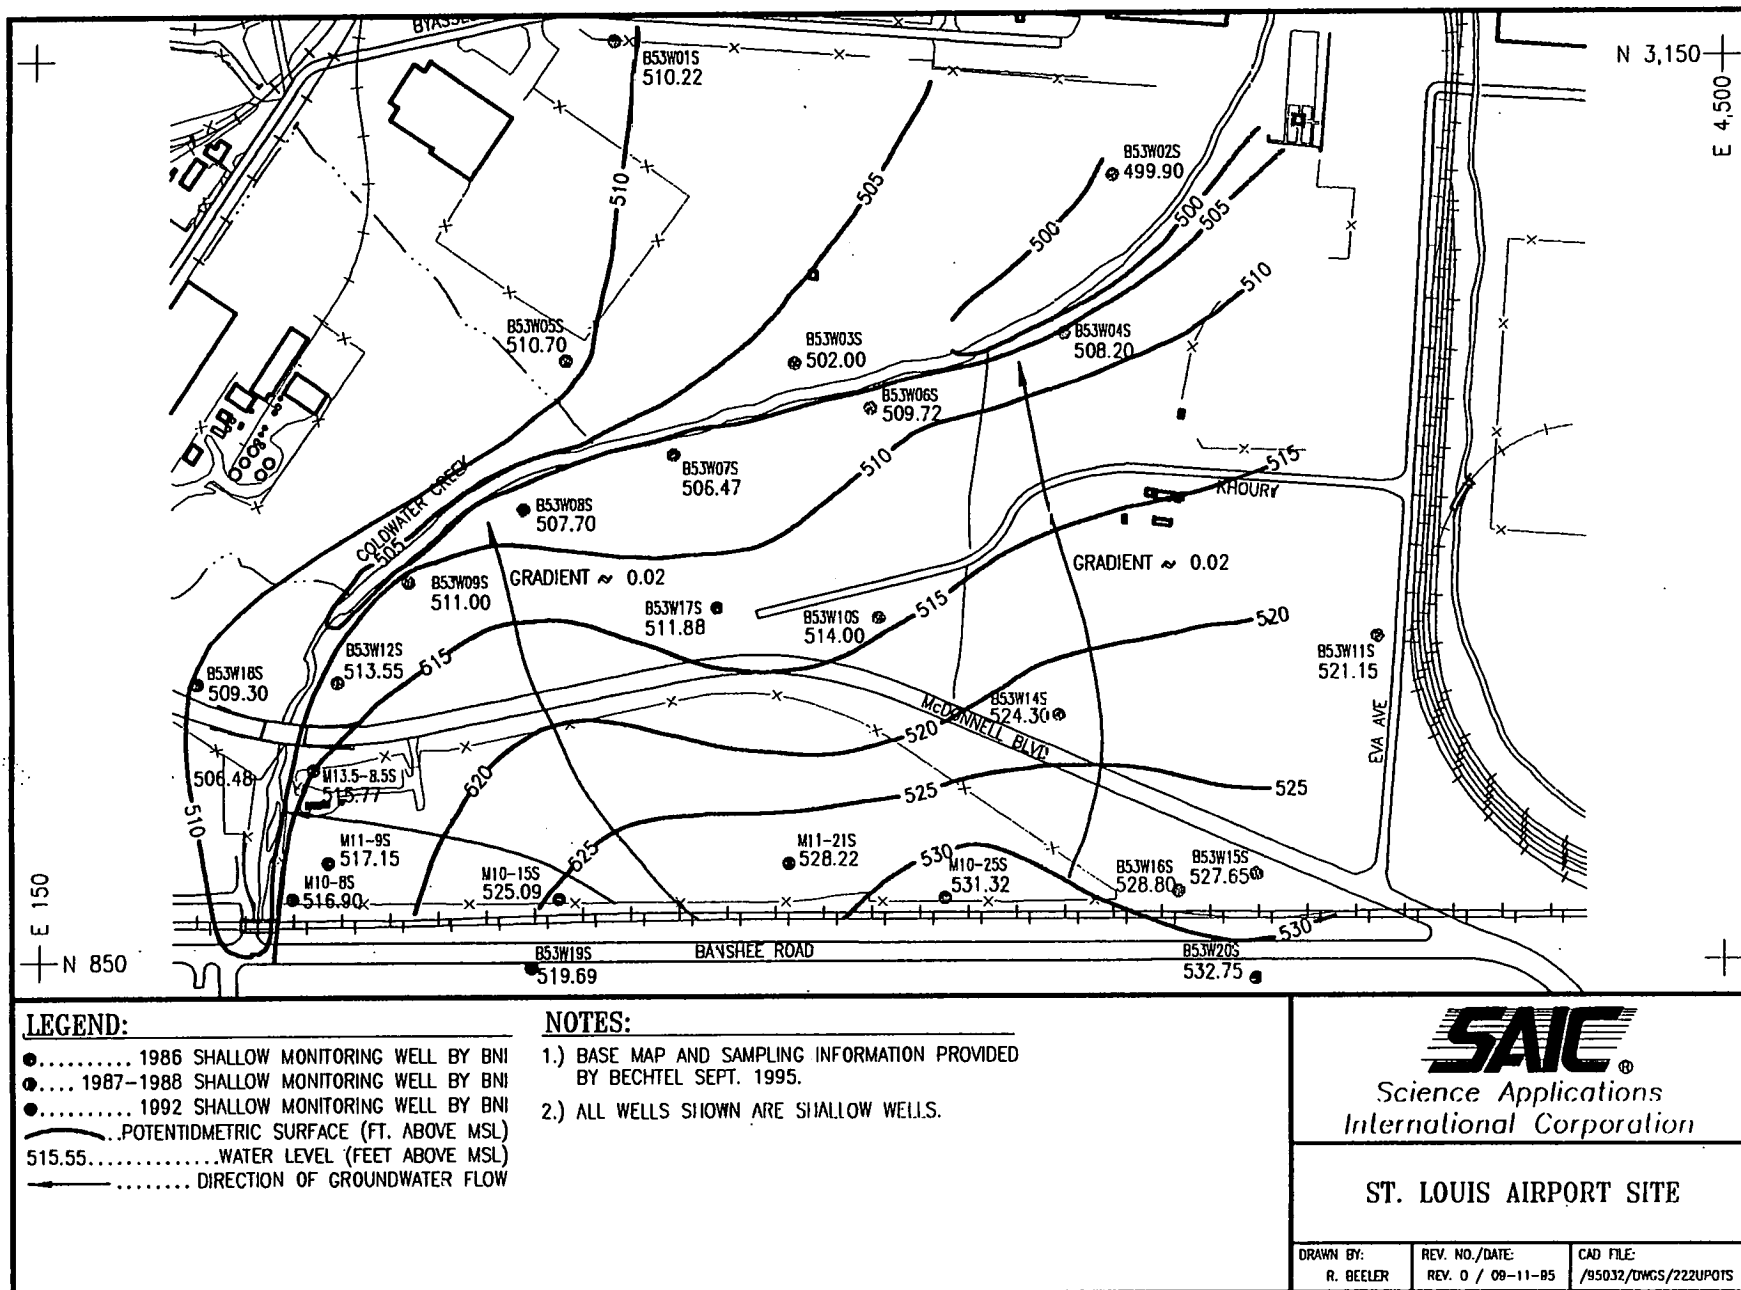 BYASSE
N 3,150
E 4,500
B53W01S
510.22
B53W02S
499.90
510
505
500
500
505
510
B53W05S
510.70
B53W03S
502.00
B53W04S
508.20
B53W06S
509.72
510
B53W07S
506.47
515
KHOURY
COLDWATER CREEK
505
B53W08S
507.70
B53W09S
511.00
GRADIENT ~ 0.02
GRADIENT ~ 0.02
B53W17S
511.88
B53W10S
514.00
515
520
B53W11S
521.15
B53W12S
513.55
515
B53W18S
509.30
B53W14S
524.30
McDONNELL BLVD
520
EVA AVE
506.48
M13.5-8.5S
515.77
520
525
525
510
M11-9S
517.15
M11-21S
528.22
525
530
M10-25S
531.32
B53W16S
528.80
B53W15S
527.65
M10-8S
516.90
M10-15S
525.09
E 150
N 850
530
BANSHEE ROAD
B53W19S
519.69
B53W20S
532.75
LEGEND:
.......... 1986 SHALLOW MONITORING WELL BY BNI
.... 1987-1988 SHALLOW MONITORING WELL BY BNI
.......... 1992 SHALLOW MONITORING WELL BY BNI
..POTENTIDMETRIC SURFACE (FT. ABOVE MSL)
515.55..............WATER LEVEL (FEET ABOVE MSL)
........ DIRECTION OF GROUNDWATER FLOW
NOTES:
1.) BASE MAP AND SAMPLING INFORMATION PROVIDED
BY BECHTEL SEPT. 1995.
2.) ALL WELLS SHOWN ARE SHALLOW WELLS.
SAIC®
Science Applications
International Corporation
ST. LOUIS AIRPORT SITE
DRAWN BY:
R. BEELER
REV. NO./DATE:
REV. 0 / 09-11-95
CAD FILE:
/95032/DWGS/222UPOTS